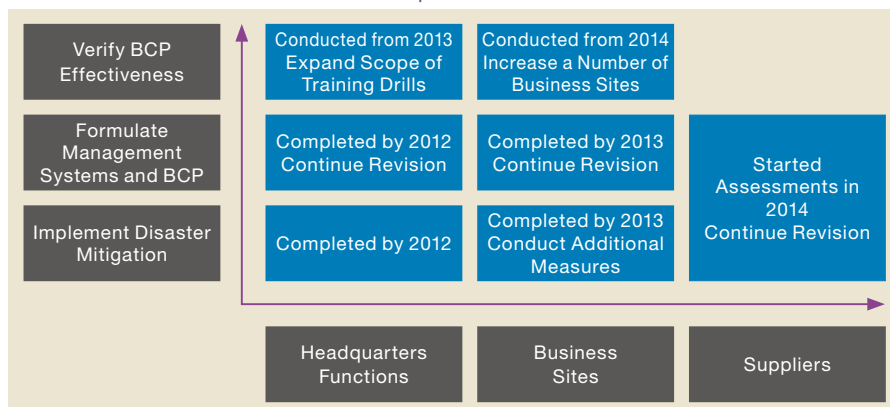 Verify BCP
Effectiveness
Conducted from 2013
Expand Scope of
Training Drills
Conducted from 2014
Increase a Number of
Business Sites
Formulate
Management
Systems and BCP
Completed by 2012
Continue Revision
Completed by 2013
Continue Revision
Started
Assessments in
2014
Continue Revision
Implement Disaster
Mitigation
Completed by 2012
Completed by 2013
Conduct Additional
Measures
Headquarters
Functions
Business
Sites
Suppliers